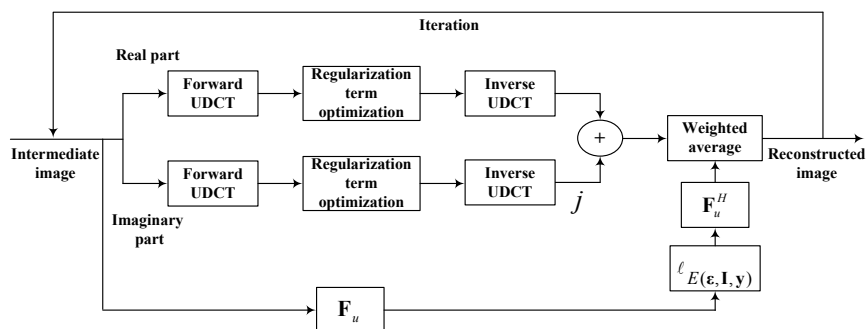 Iteration
Real part
Forward
UDCT
Regularization
term
optimization
Inverse
UDCT
+
Weighted
average
Intermediate
image
Reconstructed
image
Forward
UDCT
Regularization
term
optimization
Inverse
UDCT
j
Imaginary
part
F_u^H
ℓ_{E(ε,I,y)}
F_u